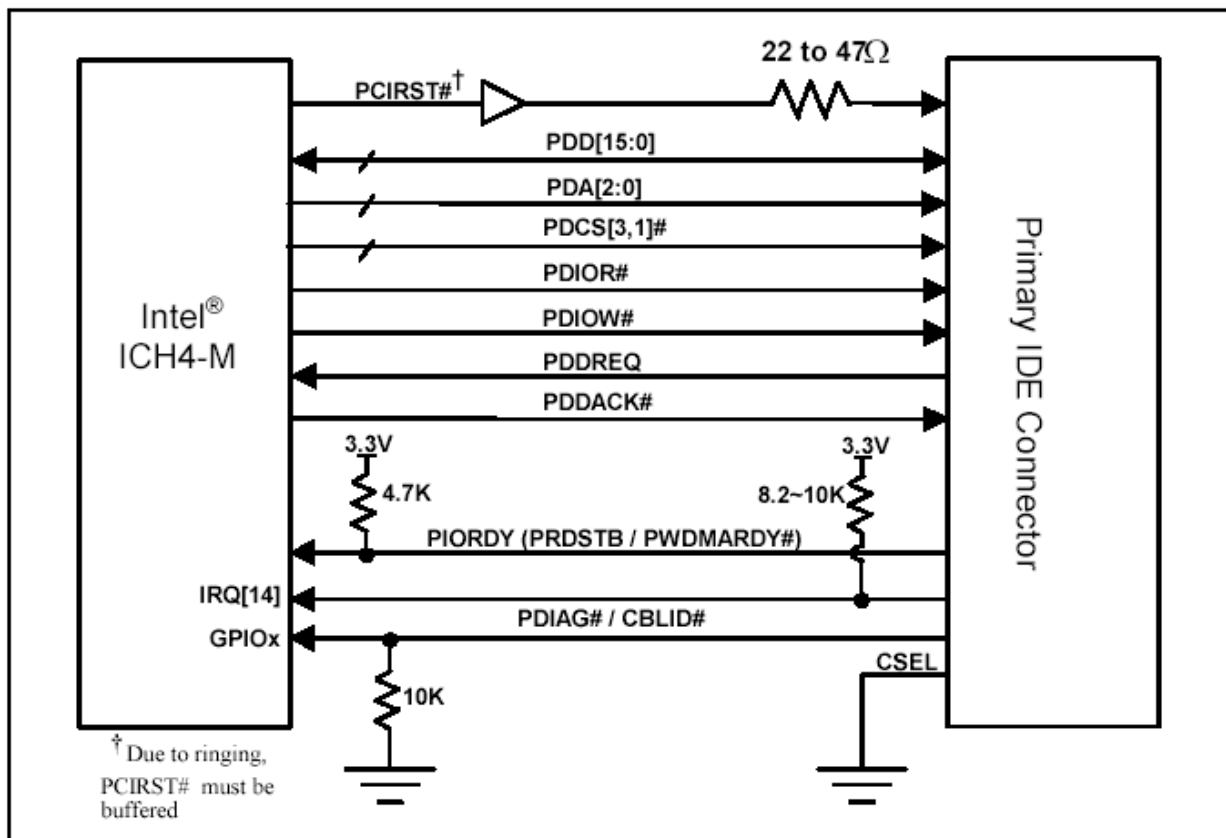 22 to 47Ω
PCIRST#†
PDD[15:0]
PDA[2:0]
PDCS[3,1]#
PDIOR#
Intel®
ICH4-M
PDIOW#
PDDREQ
PDDACK#
Primary IDE Connector
3.3V
3.3V
4.7K
8.2~10K
PIORDY (PRDSTB / PWDMARDY#)
IRQ[14]
PDIAG# / CBLID#
GPIOx
CSEL
10K
† Due to ringing,
PCIRST# must be
buffered